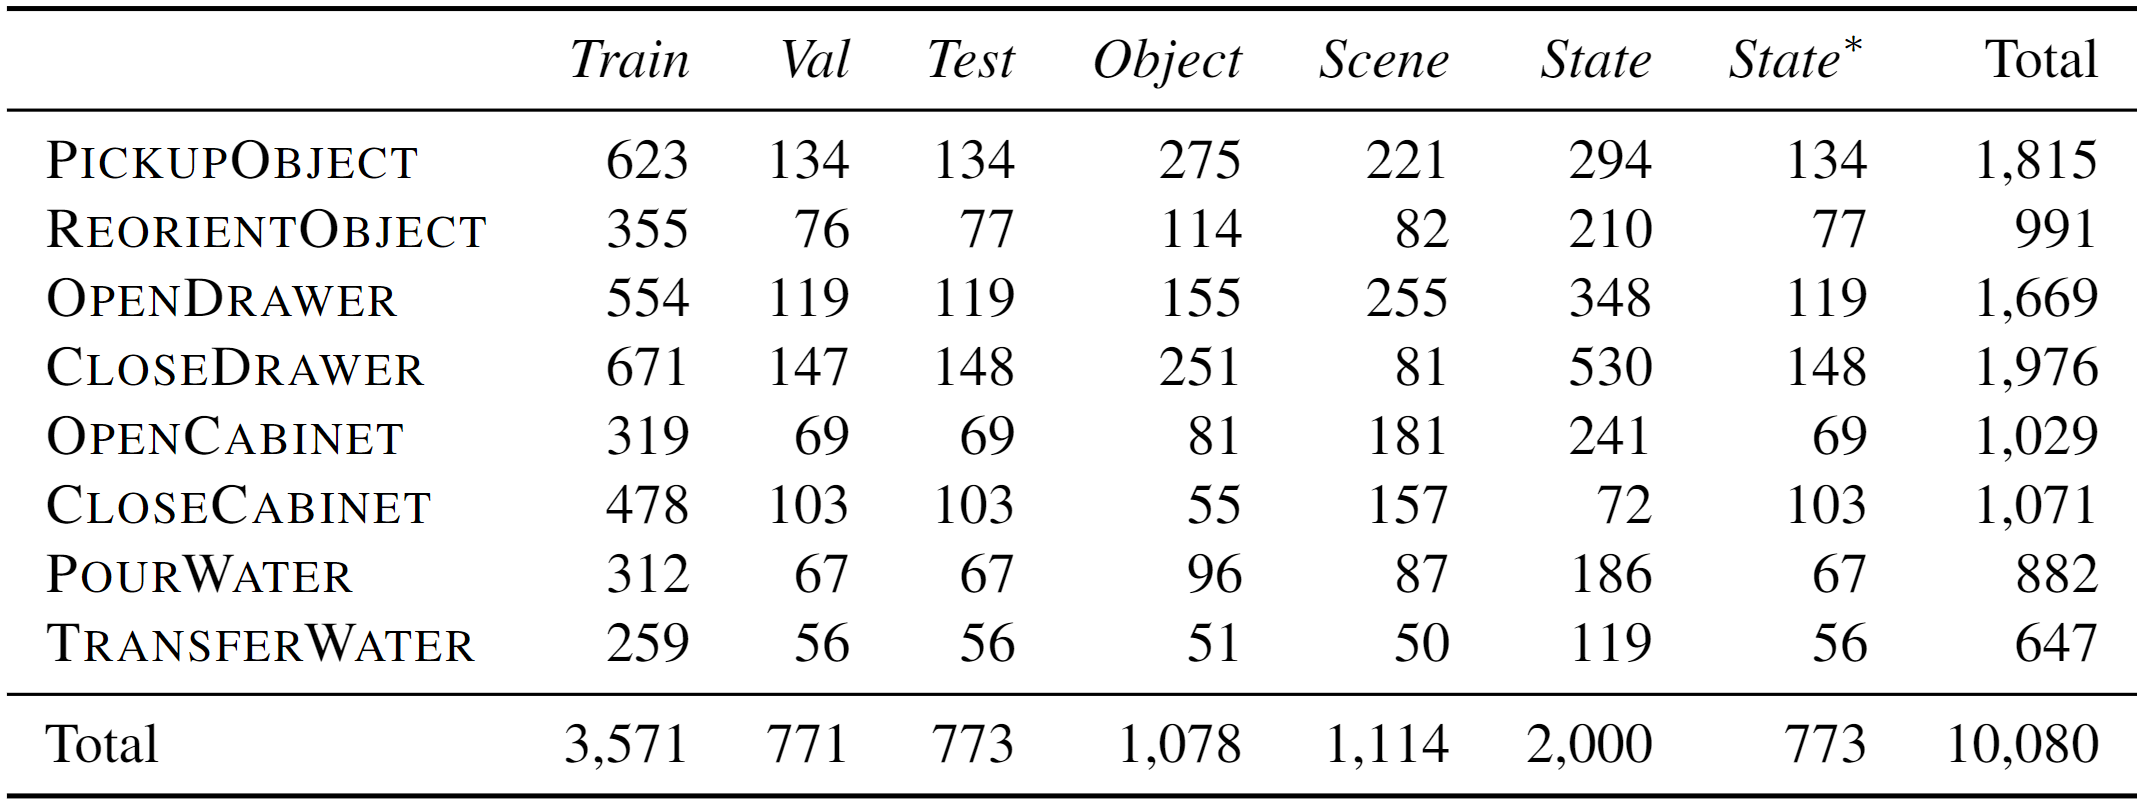 Train Val Test Object Scene State State* Total
PICKUPOBJECT 623 134 134 275 221 294 134 1,815
REORIENTOBJECT 355 76 77 114 82 210 77 991
OPENDRAWER 554 119 119 155 255 348 119 1,669
CLOSEDRAWER 671 147 148 251 81 530 148 1,976
OPENCABINET 319 69 69 81 181 241 69 1,029
CLOSECABINET 478 103 103 55 157 72 103 1,071
POURWATER 312 67 67 96 87 186 67 882
TRANSFERWATER 259 56 56 51 50 119 56 647
Total 3,571 771 773 1,078 1,114 2,000 773 10,080